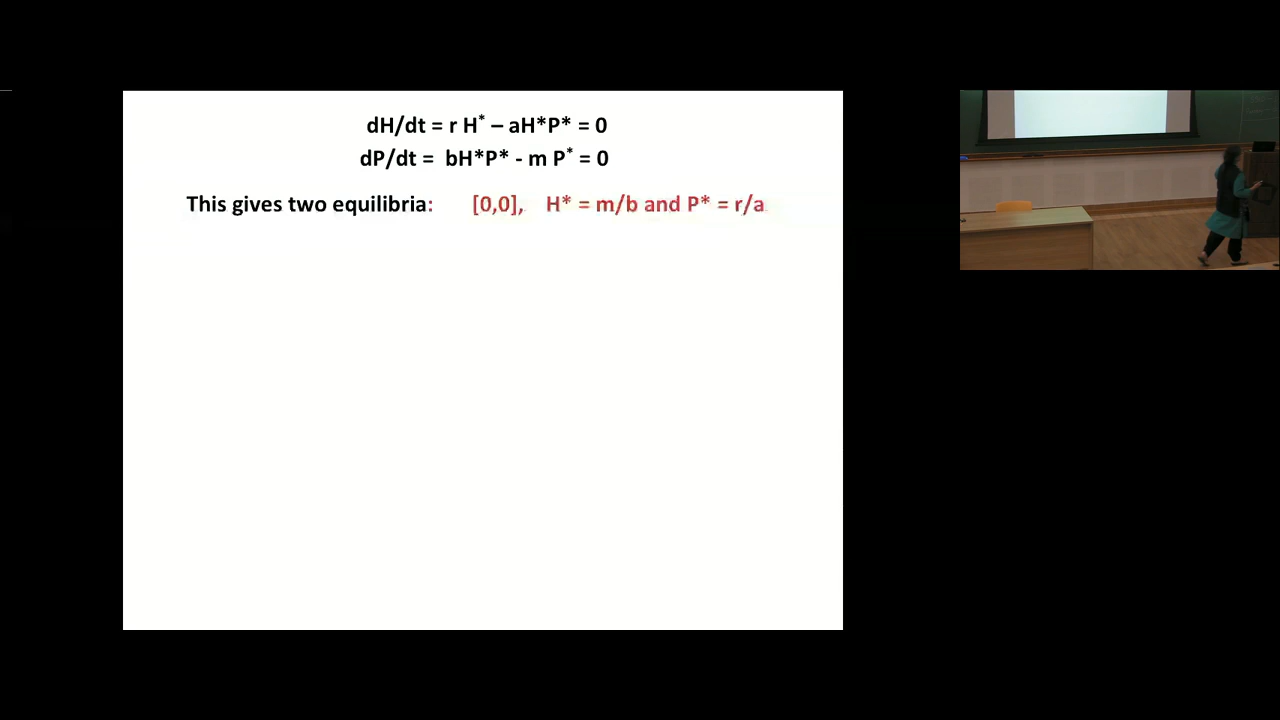 dH/dt = r H* – aH*P* = 0
dP/dt = bH*P* - m P* = 0
This gives two equilibria: [0,0], H* = m/b and P* = r/a